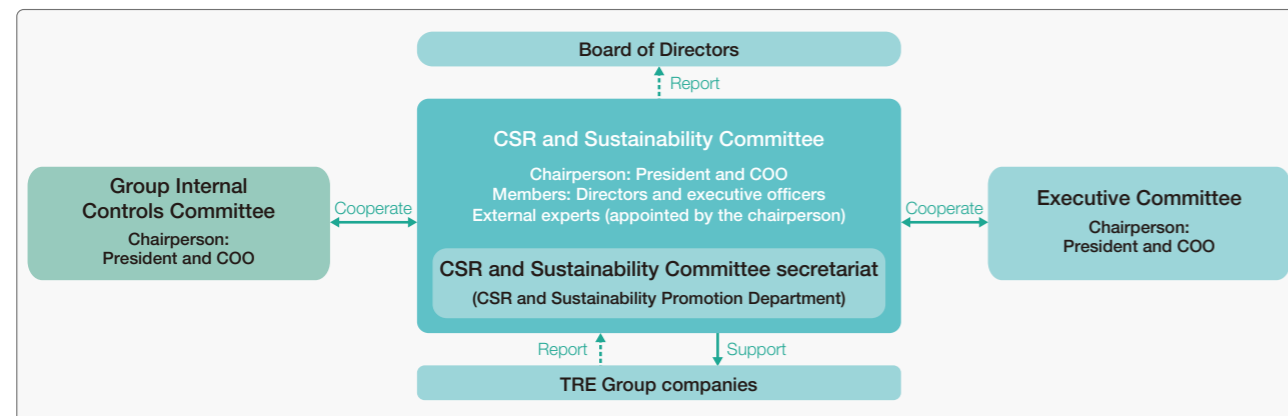 Board of Directors
Report
CSR and Sustainability Committee
Chairperson: President and COO
Members: Directors and executive officers
External experts (appointed by the chairperson)
Group Internal
Controls Committee
Chairperson:
President and COO
Cooperate
Cooperate
Executive Committee
Chairperson:
President and COO
CSR and Sustainability Committee secretariat
(CSR and Sustainability Promotion Department)
Report
Support
TRE Group companies